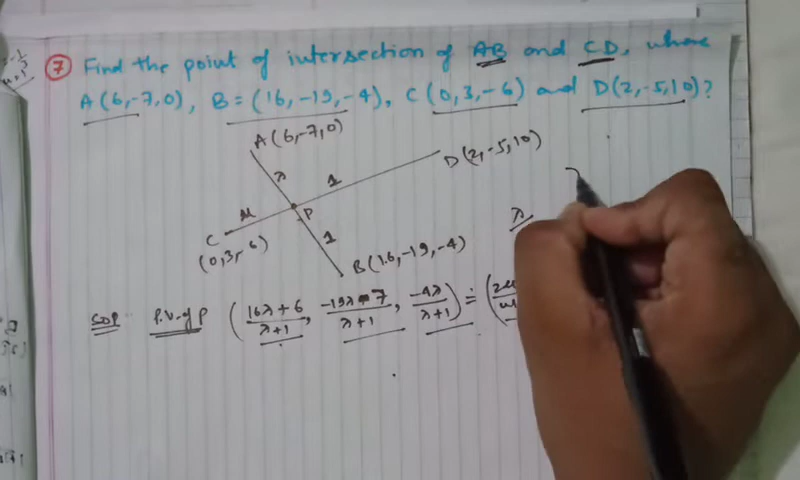 7 Find the point of intersection of AB and CD, where
A(6,-7,0), B=(16,-19,-4), C(0,3,-6) and D(2,-5,10)?
A(6,-7,0)
D(2,-5,10)
λ
1
μ
P
C
(0,3,-6)
1
B(16,-19,-4)
λ
P.V. of P (16λ+6/λ+1, -19λ-7/λ+1, -4λ/λ+1) = (2μ